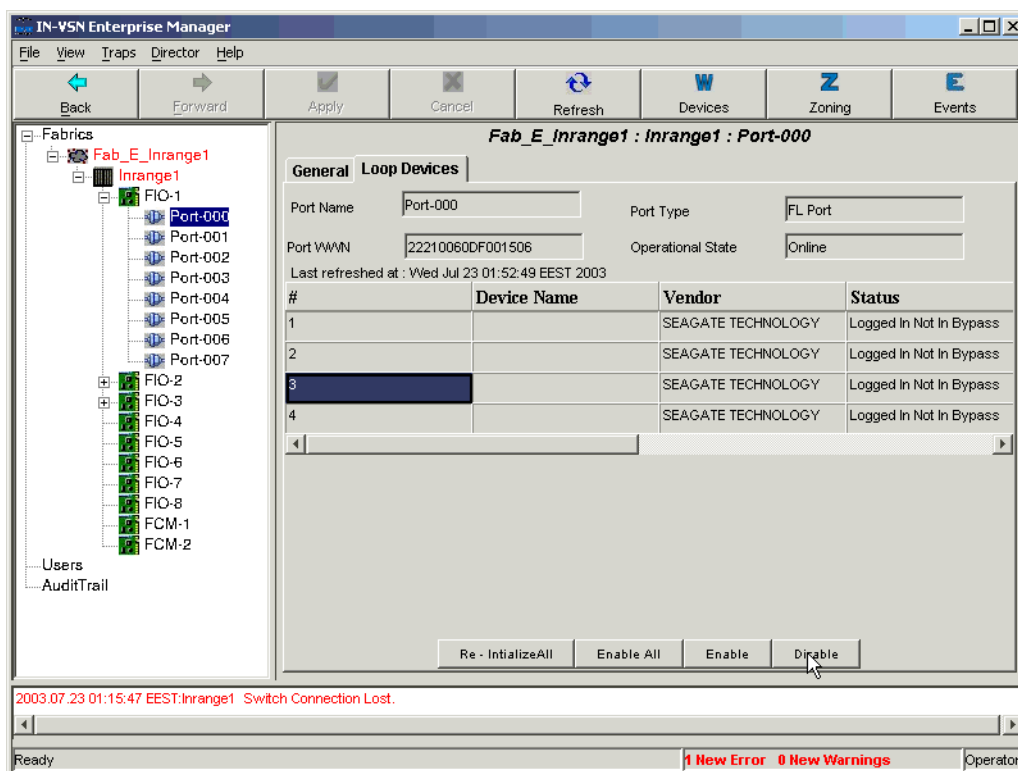 IN-VSN Enterprise Manager
File View Traps Director Help
Back Forward Apply Cancel Refresh Devices Zoning Events
Fabrics
Fab_E_Inrange1
Inrange1
FIO-1
Port-000
Port-001
Port-002
Port-003
Port-004
Port-005
Port-006
Port-007
FIO-2
FIO-3
FIO-4
FIO-5
FIO-6
FIO-7
FIO-8
FCM-1
FCM-2
Users
AuditTrail
Fab_E_Inrange1 : Inrange1 : Port-000
General Loop Devices
Port Name Port-000 Port Type FL Port
Port WWN 22210060DF001506 Operational State Online
Last refreshed at : Wed Jul 23 01:52:49 EEST 2003
# Device Name Vendor Status
1 SEAGATE TECHNOLOGY Logged In Not In Bypass
2 SEAGATE TECHNOLOGY Logged In Not In Bypass
3 SEAGATE TECHNOLOGY Logged In Not In Bypass
4 SEAGATE TECHNOLOGY Logged In Not In Bypass
Re - IntializeAll Enable All Enable Disable
2003.07.23 01:15:47 EEST:Inrange1 Switch Connection Lost.
Ready 1 New Error 0 New Warnings Operator